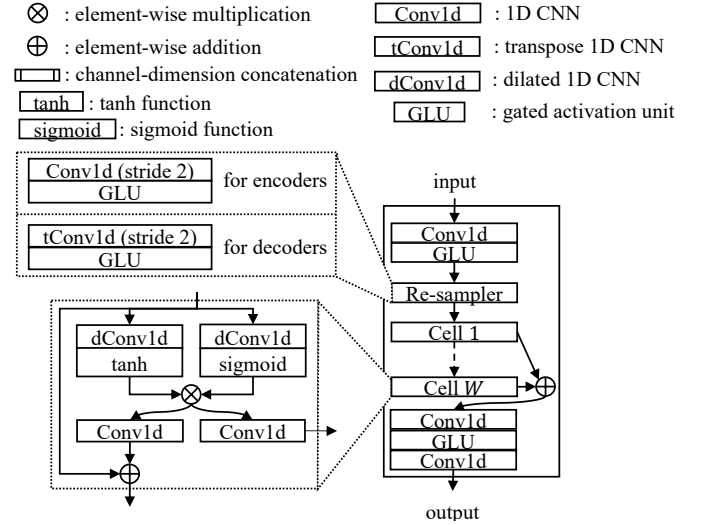 ⊗ : element-wise multiplication
⊕ : element-wise addition
: channel-dimension concatenation
tanh : tanh function
sigmoid : sigmoid function
Conv1d : 1D CNN
tConv1d : transpose 1D CNN
dConv1d : dilated 1D CNN
GLU : gated activation unit
Conv1d (stride 2)
GLU
for encoders
tConv1d (stride 2)
GLU
for decoders
dConv1d
tanh
dConv1d
sigmoid
Conv1d
Conv1d
input
Conv1d
GLU
Re-sampler
Cell 1
Cell W
Conv1d
GLU
Conv1d
output